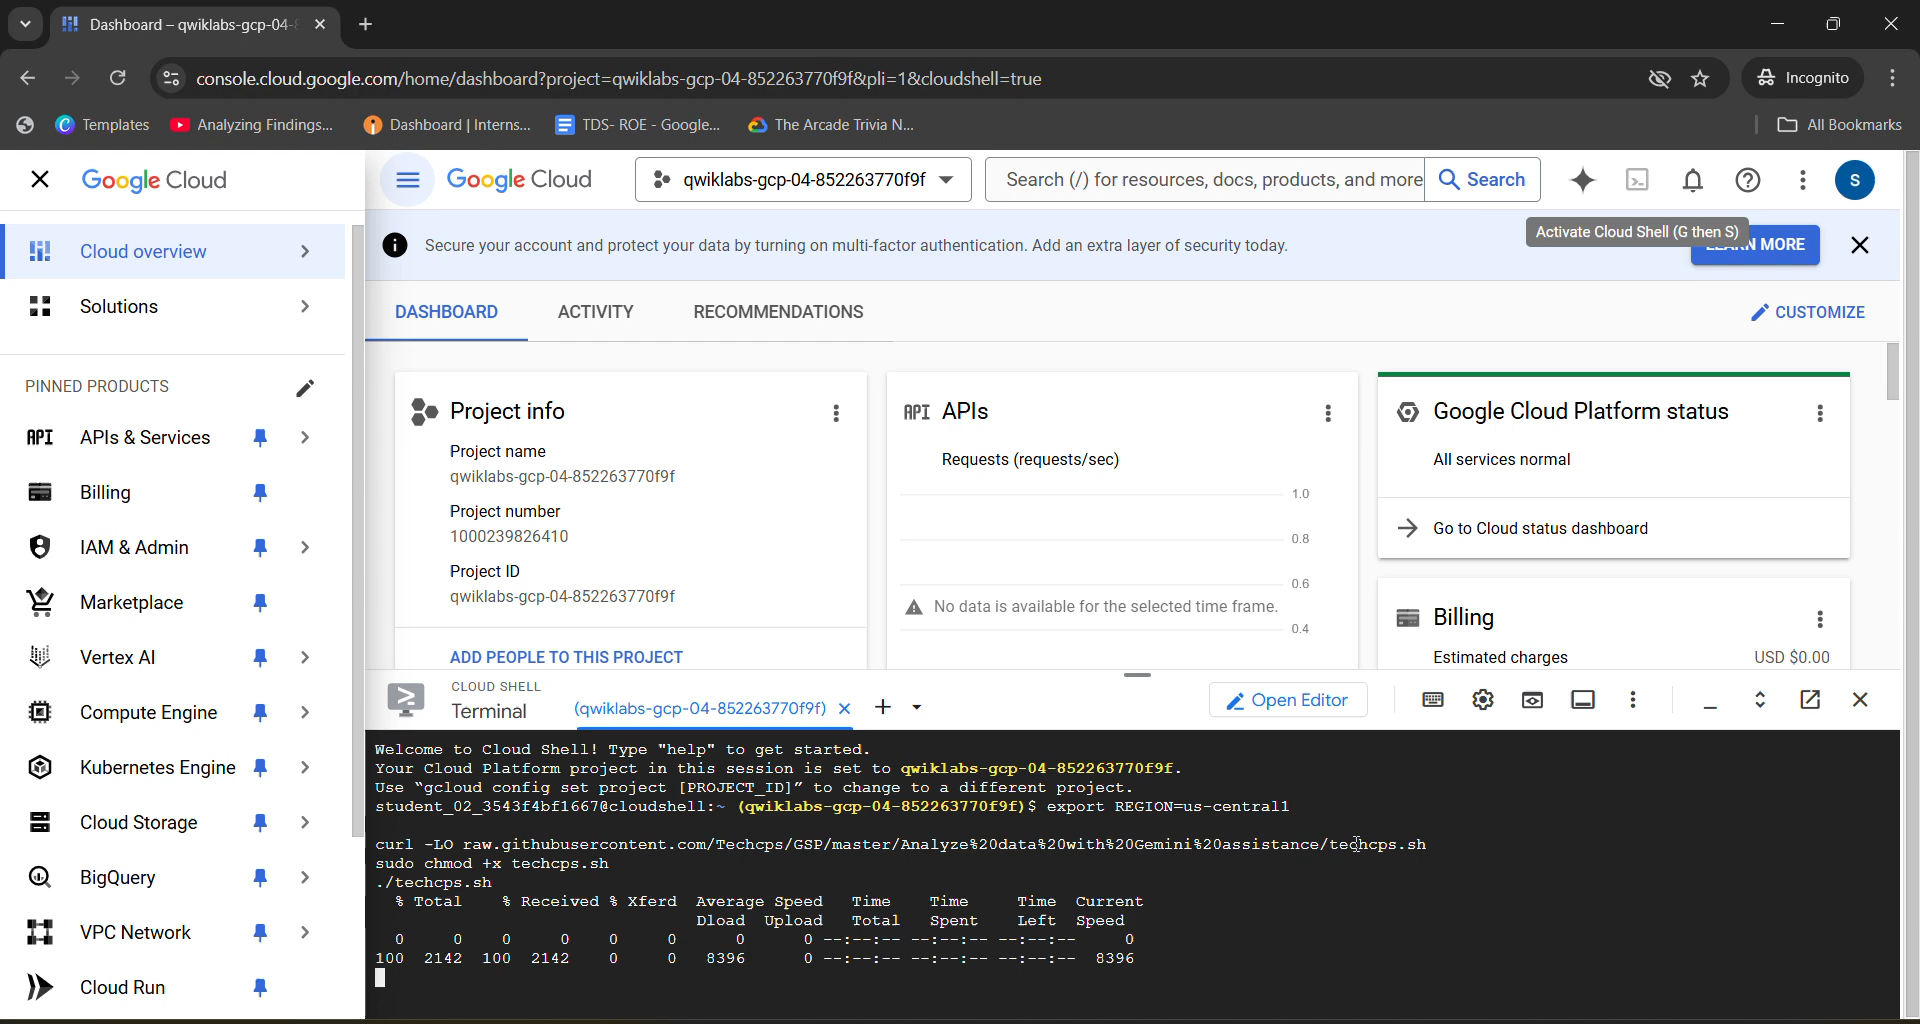 Dashboard – qwiklabs-gcp-04-8
console.cloud.google.com/home/dashboard?project=qwiklabs-gcp-04-852263770f9f&pli=1&cloudshell=true
Incognito
Templates
Analyzing Findings...
Dashboard | Interns...
TDS- ROE - Google...
The Arcade Trivia N...
All Bookmarks
Google Cloud
Google Cloud
qwiklabs-gcp-04-852263770f9f
Search (/) for resources, docs, products, and more
Search
S
Activate Cloud Shell (G then S)
Secure your account and protect your data by turning on multi-factor authentication. Add an extra layer of security today.
LEARN MORE
Cloud overview
Solutions
PINNED PRODUCTS
API APIs & Services
Billing
IAM & Admin
Marketplace
Vertex AI
Compute Engine
Kubernetes Engine
Cloud Storage
BigQuery
VPC Network
Cloud Run
DASHBOARD
ACTIVITY
RECOMMENDATIONS
CUSTOMIZE
Project info
Project name
qwiklabs-gcp-04-852263770f9f
Project number
1000239826410
Project ID
qwiklabs-gcp-04-852263770f9f
ADD PEOPLE TO THIS PROJECT
API APIs
Requests (requests/sec)
1.0
0.8
0.6
No data is available for the selected time frame.
0.4
Google Cloud Platform status
All services normal
Go to Cloud status dashboard
Billing
Estimated charges USD $0.00
CLOUD SHELL
Terminal
(qwiklabs-gcp-04-852263770f9f)
Open Editor
Welcome to Cloud Shell! Type "help" to get started.
Your Cloud Platform project in this session is set to qwiklabs-gcp-04-852263770f9f.
Use “gcloud config set project [PROJECT_ID]” to change to a different project.
student_02_3543f4bf1667@cloudshell:~ (qwiklabs-gcp-04-852263770f9f)$ export REGION=us-central1
curl -LO raw.githubusercontent.com/Techcps/GSP/master/Analyze%20data%20with%20Gemini%20assistance/techcps.sh
sudo chmod +x techcps.sh
./techcps.sh
% Total % Received % Xferd Average Speed Time Time Time Current
Dload Upload Total Spent Left Speed
0 0 0 0 0 0 0 0 --:--:-- --:--:-- --:--:-- 0
100 2142 100 2142 0 0 8396 0 --:--:-- --:--:-- --:--:-- 8396